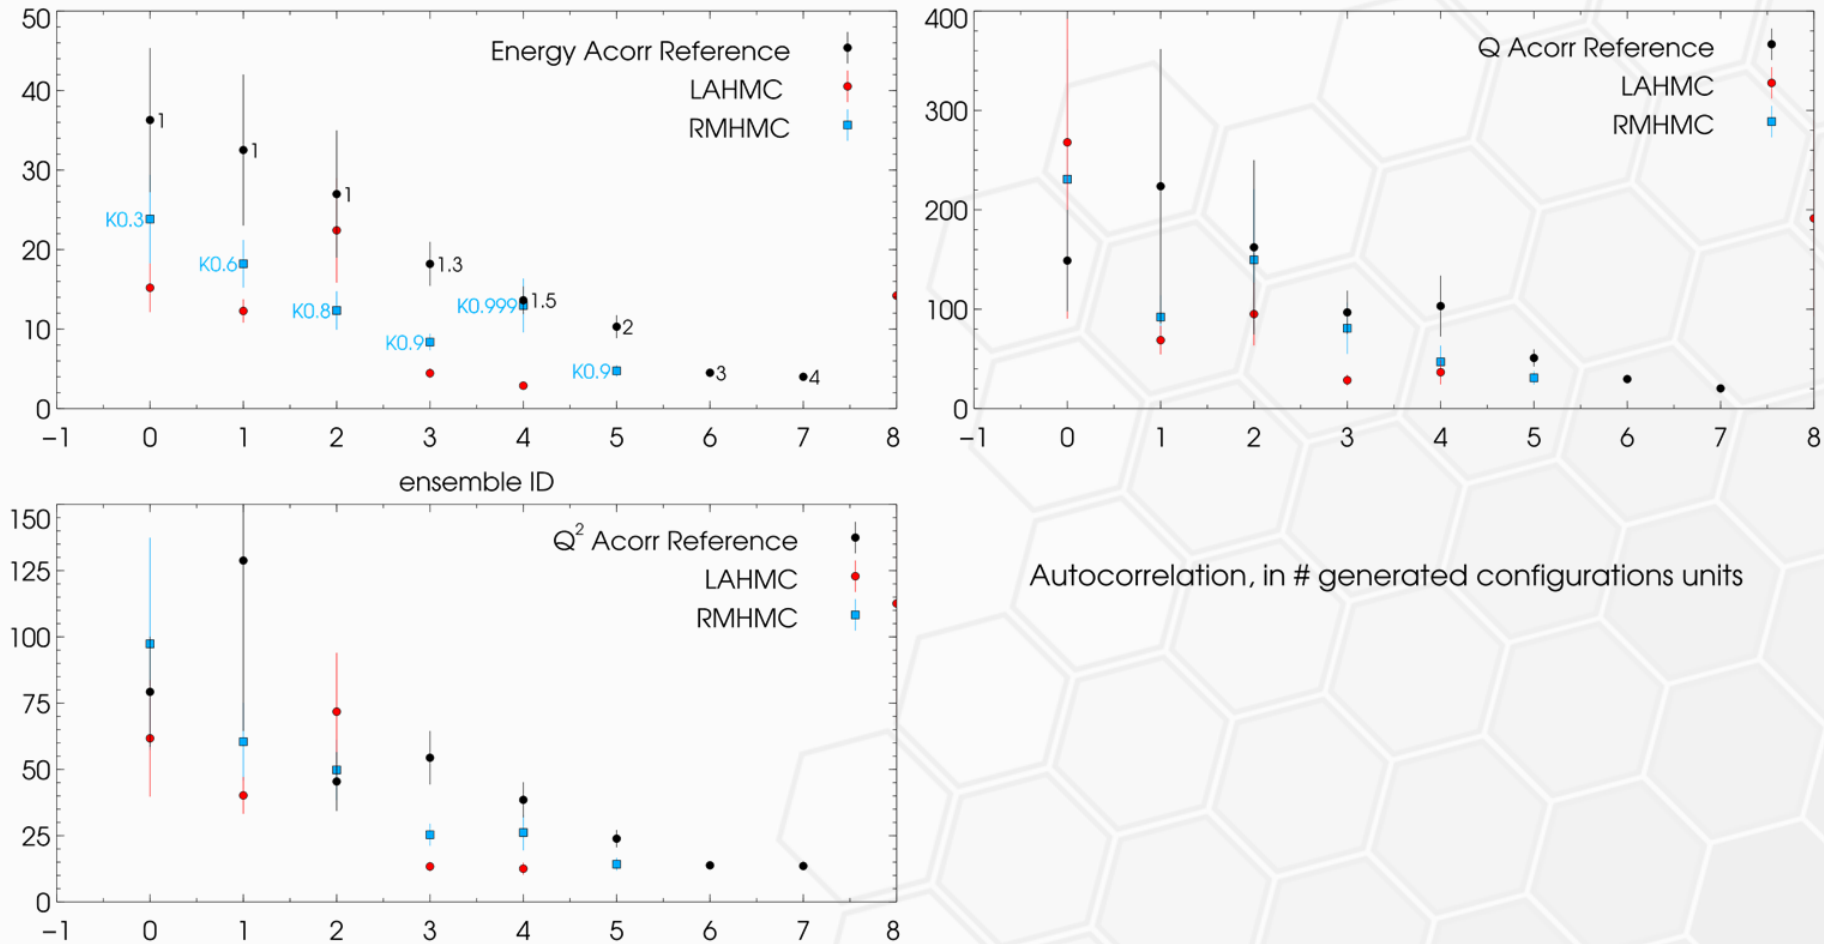 50
40
30
20
10
0
Energy Acorr Reference
LAHMC
RMHMC
1
1
1
1.3
1.5
2
3
4
K0.3
K0.6
K0.8
K0.9
K0.999
K0.9
−1 0 1 2 3 4 5 6 7 8
ensemble ID
400
300
200
100
0
Q Acorr Reference
LAHMC
RMHMC
−1 0 1 2 3 4 5 6 7 8
150
125
100
75
50
25
0
Q² Acorr Reference
LAHMC
RMHMC
−1 0 1 2 3 4 5 6 7 8
Autocorrelation, in # generated configurations units